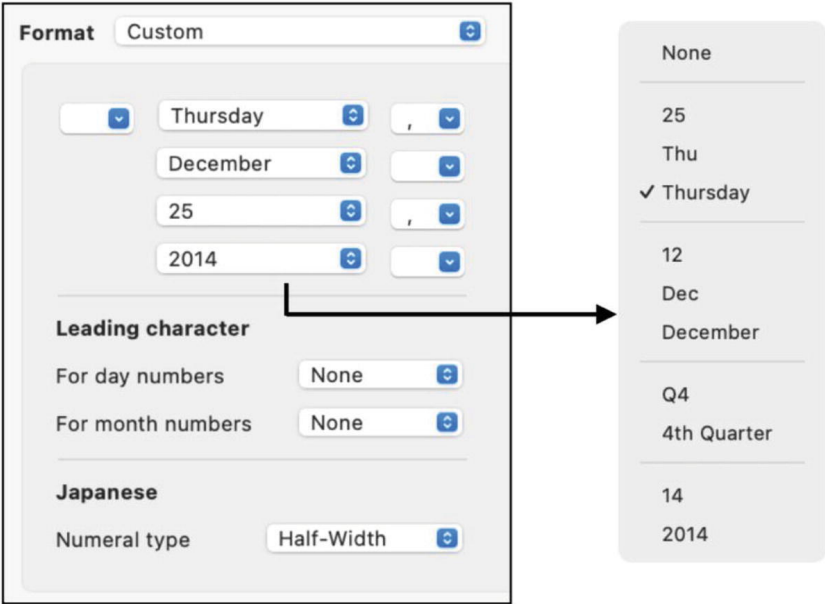 Format Custom
Thursday ,
December
25 ,
2014
Leading character
For day numbers None
For month numbers None
Japanese
Numeral type Half-Width
None
25
Thu
✓ Thursday
12
Dec
December
Q4
4th Quarter
14
2014